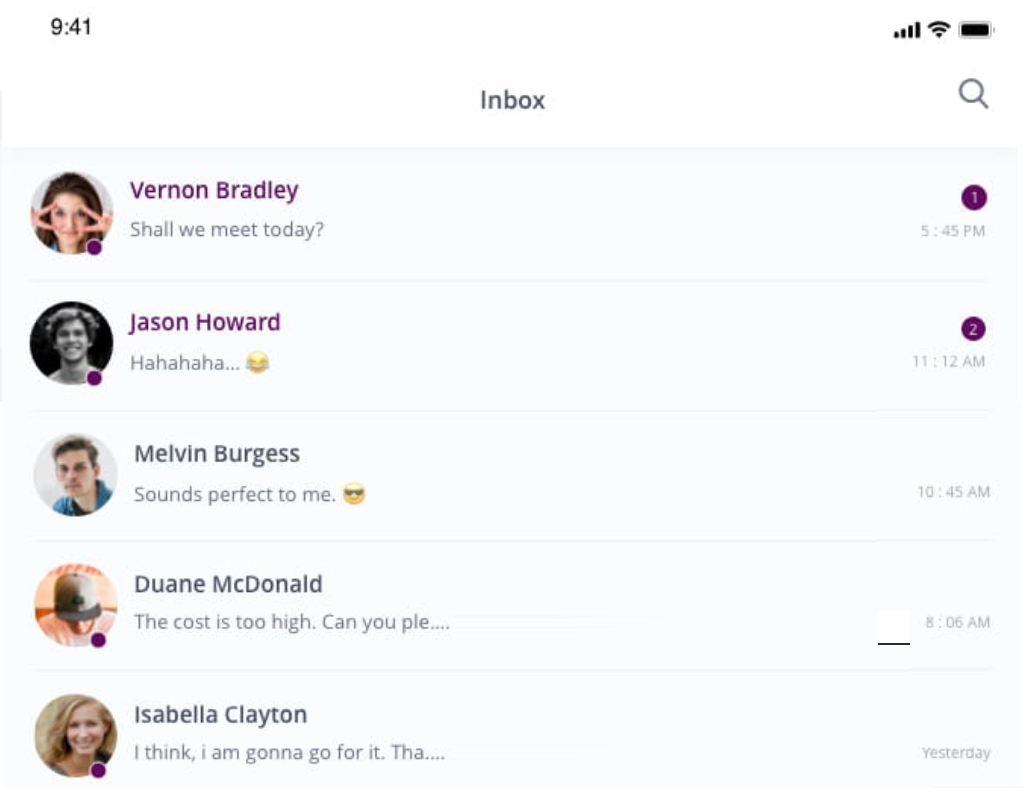 9:41
Inbox
Vernon Bradley
1
Shall we meet today?
5 : 45 PM
Jason Howard
2
Hahahaha... 😂
11 : 12 AM
Melvin Burgess
Sounds perfect to me. 😎
10 : 45 AM
Duane McDonald
The cost is too high. Can you ple....
8 : 06 AM
Isabella Clayton
I think, i am gonna go for it. Tha....
Yesterday